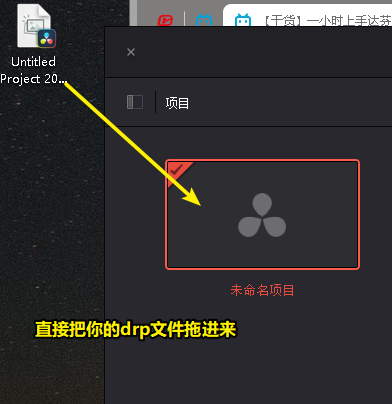 【干货】一小时上手达芬
Untitled
Project 20...
项目
未命名项目
直接把你的drp文件拖进来